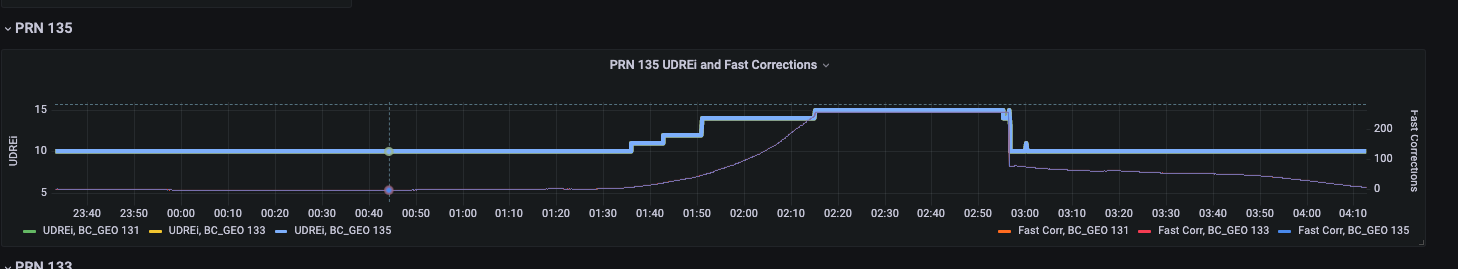 PRN 135
PRN 135 UDREi and Fast Corrections
15
10
5
UDREi
200
100
0
Fast Corrections
23:40 23:50 00:00 00:10 00:20 00:30 00:40 00:50 01:00 01:10 01:20 01:30 01:40 01:50 02:00 02:10 02:20 02:30 02:40 02:50 03:00 03:10 03:20 03:30 03:40 03:50 04:00 04:10
UDREi, BC_GEO 131 UDREi, BC_GEO 133 UDREi, BC_GEO 135 Fast Corr, BC_GEO 131 Fast Corr, BC_GEO 133 Fast Corr, BC_GEO 135
PRN 133